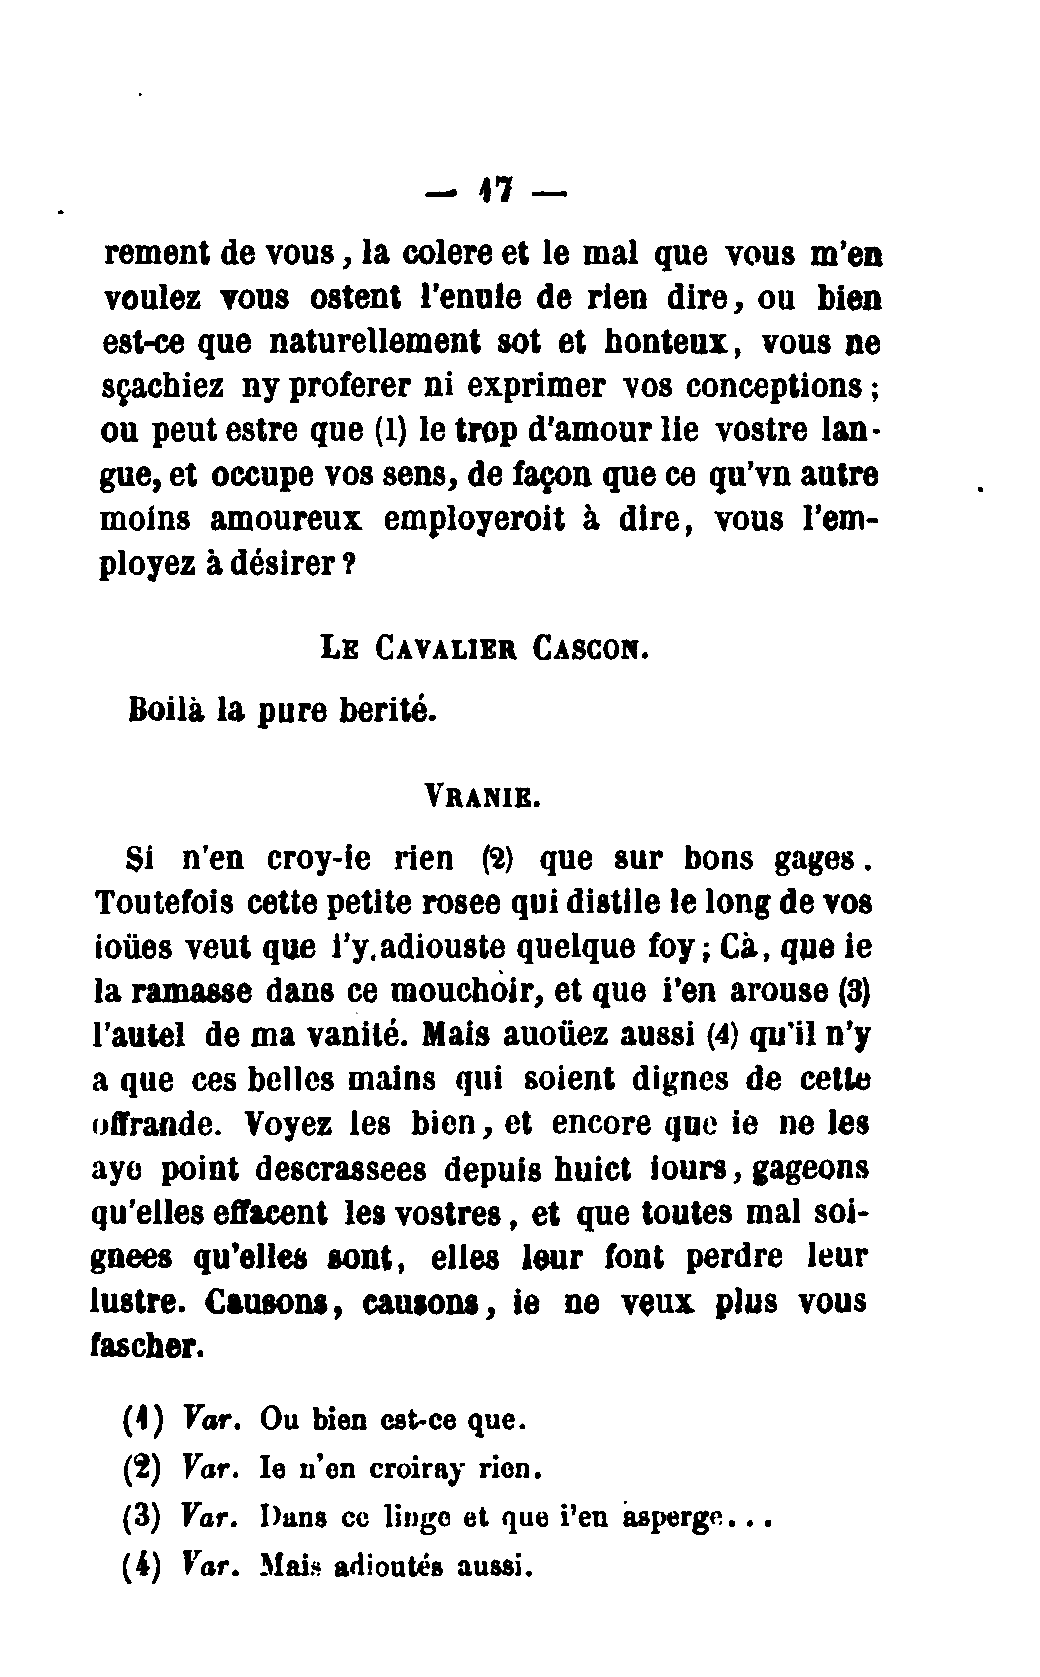 — 17 —
rement de vous, la colere et le mal que vous m'en
voulez vous ostent l'enuie de rien dire, ou bien
est-ce que naturellement sot et honteux, vous ne
sçachiez ny proferer ni exprimer vos conceptions;
ou peut estre que (1) le trop d'amour lie vostre lan-
gue, et occupe vos sens, de façon que ce qu'vn autre
moins amoureux employeroit à dire, vous l'em-
ployez à désirer?
LE CAVALIER CASCON.
Boilà la pure berité.
VRANIE.
Si n'en croy-ie rien (2) que sur bons gages.
Toutefois cette petite rosee qui distile le long de vos
ioües veut que i'y adiouste quelque foy; Cà, que ie
la ramasse dans ce mouchoir, et que i'en arouse (3)
l'autel de ma vanité. Mais auoüez aussi (4) qu'il n'y
a que ces belles mains qui soient dignes de cette
offrande. Voyez les bien, et encore que ie ne les
aye point descrassees depuis huict iours, gageons
qu'elles effacent les vostres, et que toutes mal soi-
gnees qu'elles sont, elles leur font perdre leur
lustre. Causons, causons, ie ne veux plus vous
fascher.
(1) Var. Ou bien est-ce que.
(2) Var. Ie n'en croiray rien.
(3) Var. Dans ce linge et que i'en asperge...
(4) Var. Mais adioutés aussi.